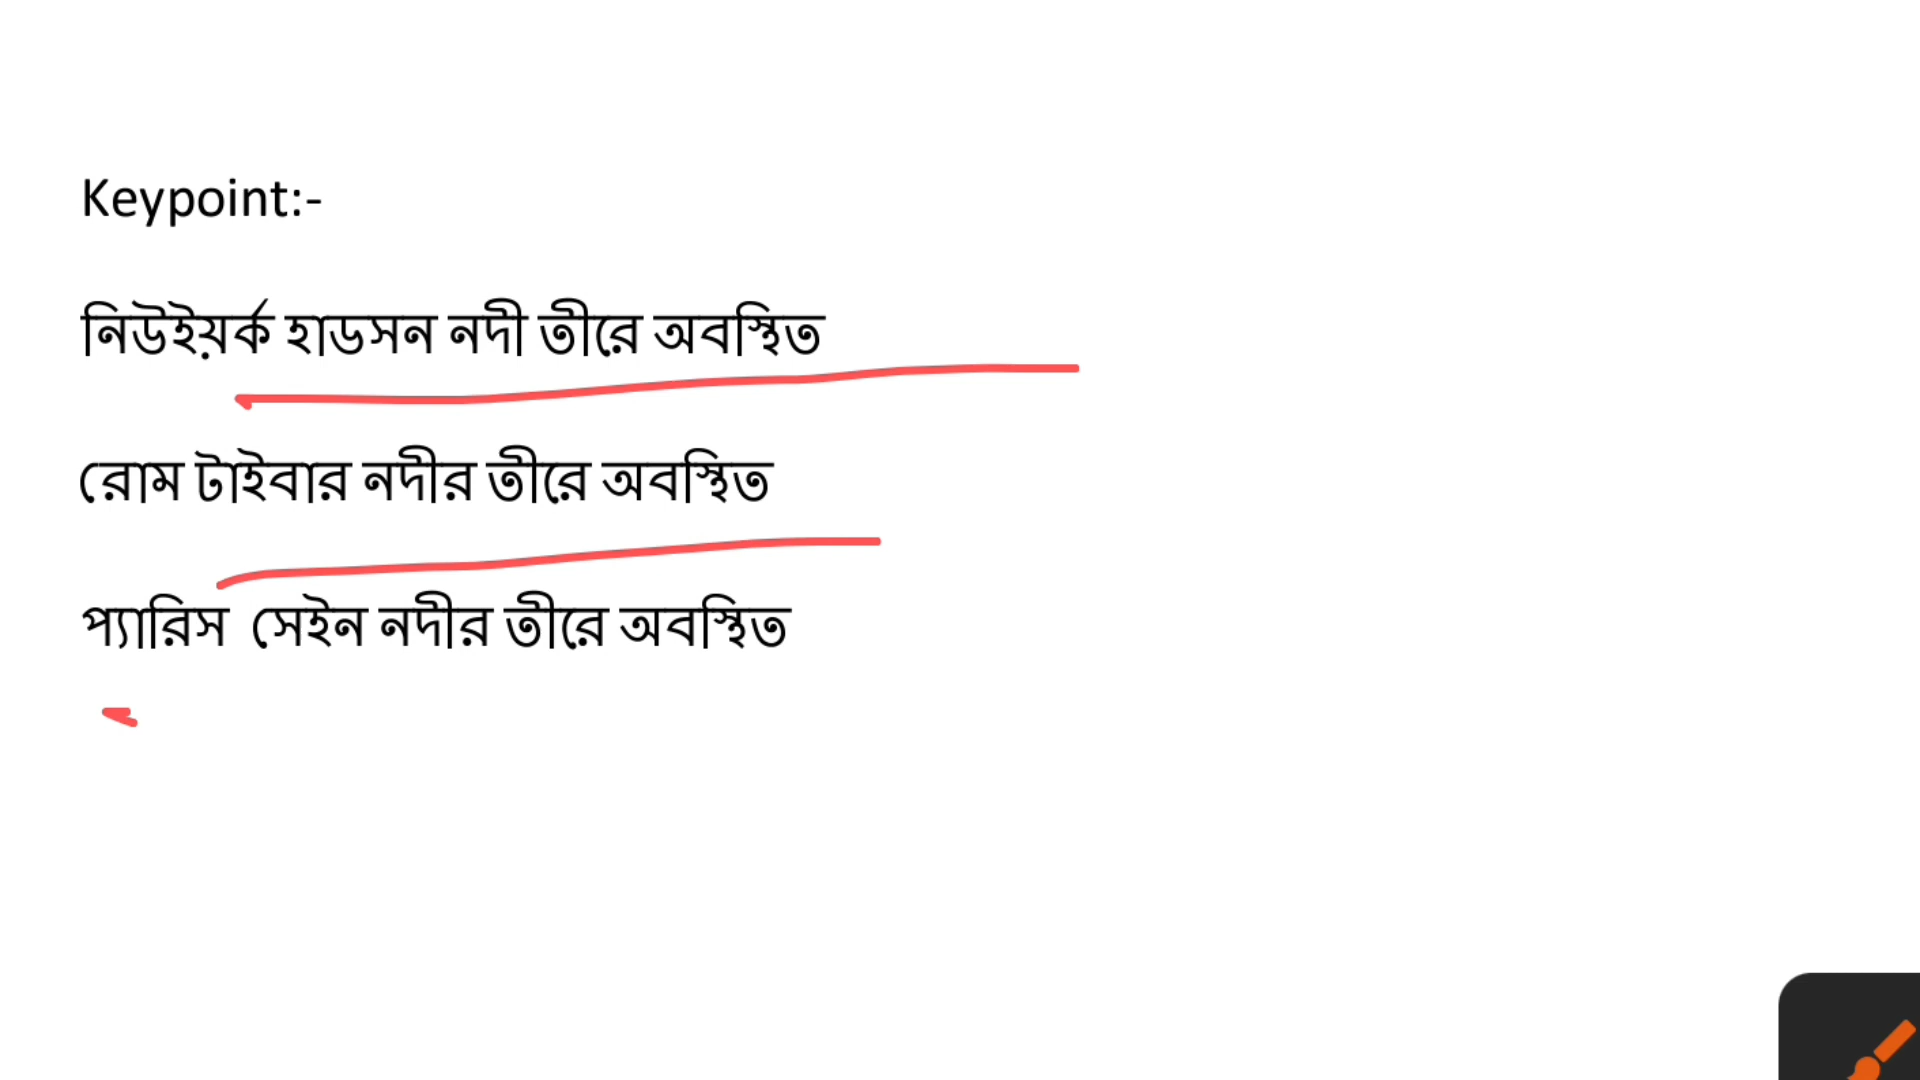 Keypoint:-
নিউইয়র্ক হাডসন নদী তীরে অবস্থিত
রোম টাইবার নদীর তীরে অবস্থিত
প্যারিস সেইন নদীর তীরে অবস্থিত